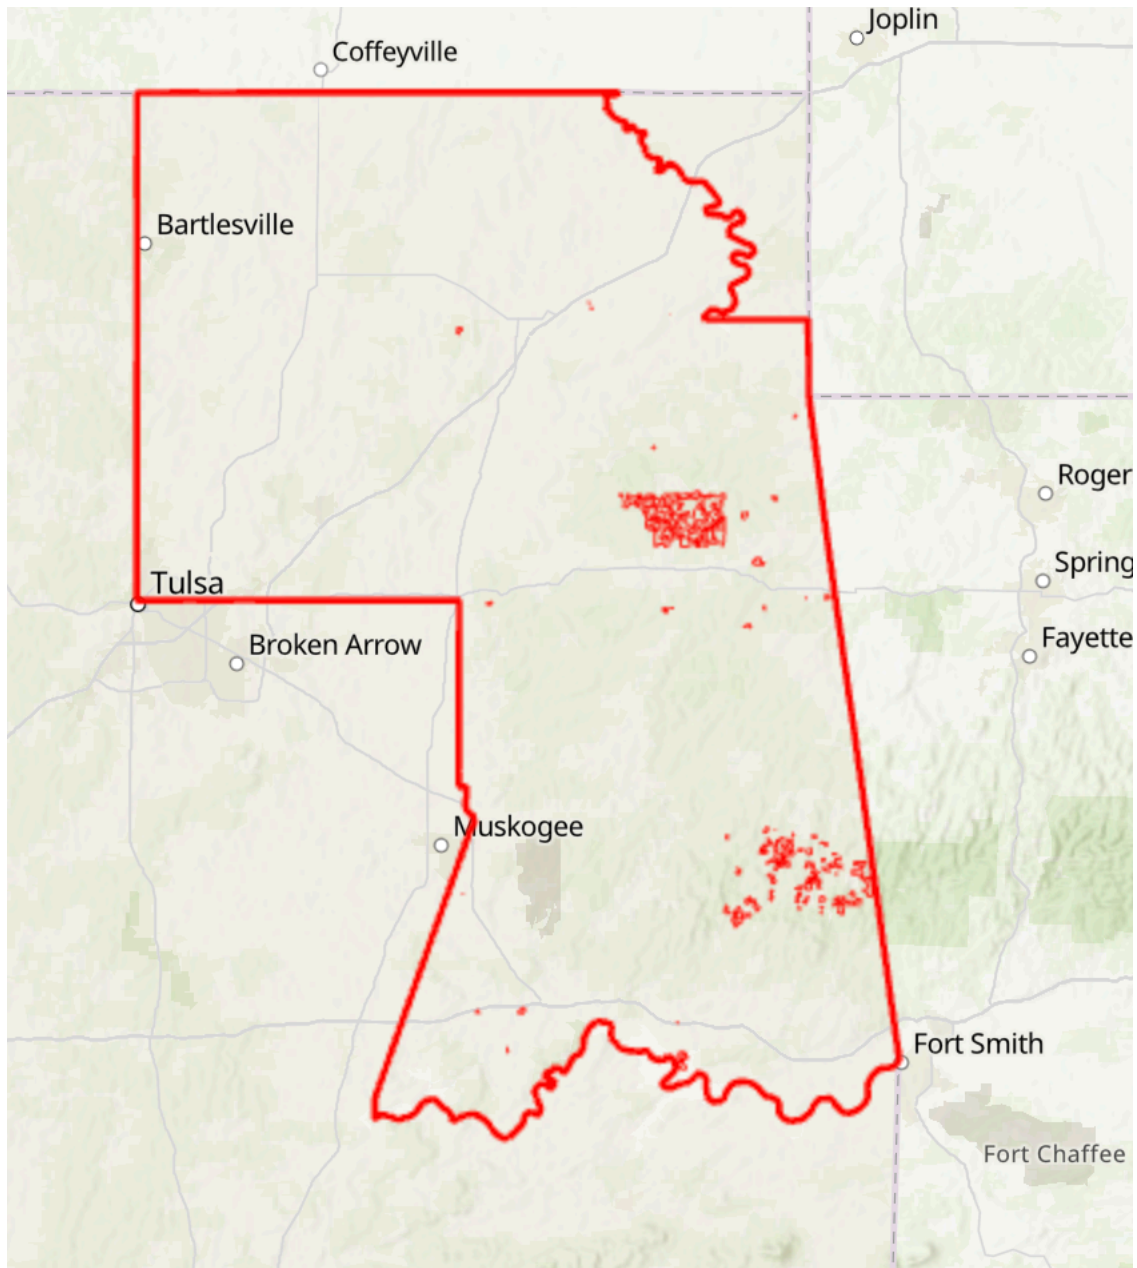 Joplin
Coffeyville
Bartlesville
Roger
Spring
Tulsa
Fayette
Broken Arrow
Muskogee
Fort Smith
Fort Chaffee